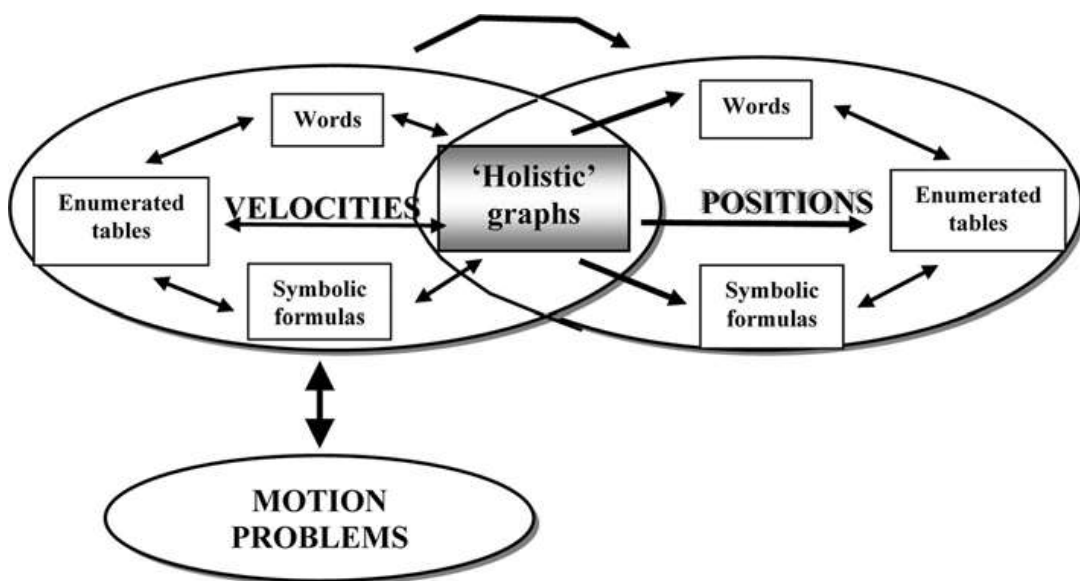 Words
Enumerated
tables
VELOCITIES
Symbolic
formulas
‘Holistic’
graphs
Words
POSITIONS
Enumerated
tables
Symbolic
formulas
MOTION
PROBLEMS